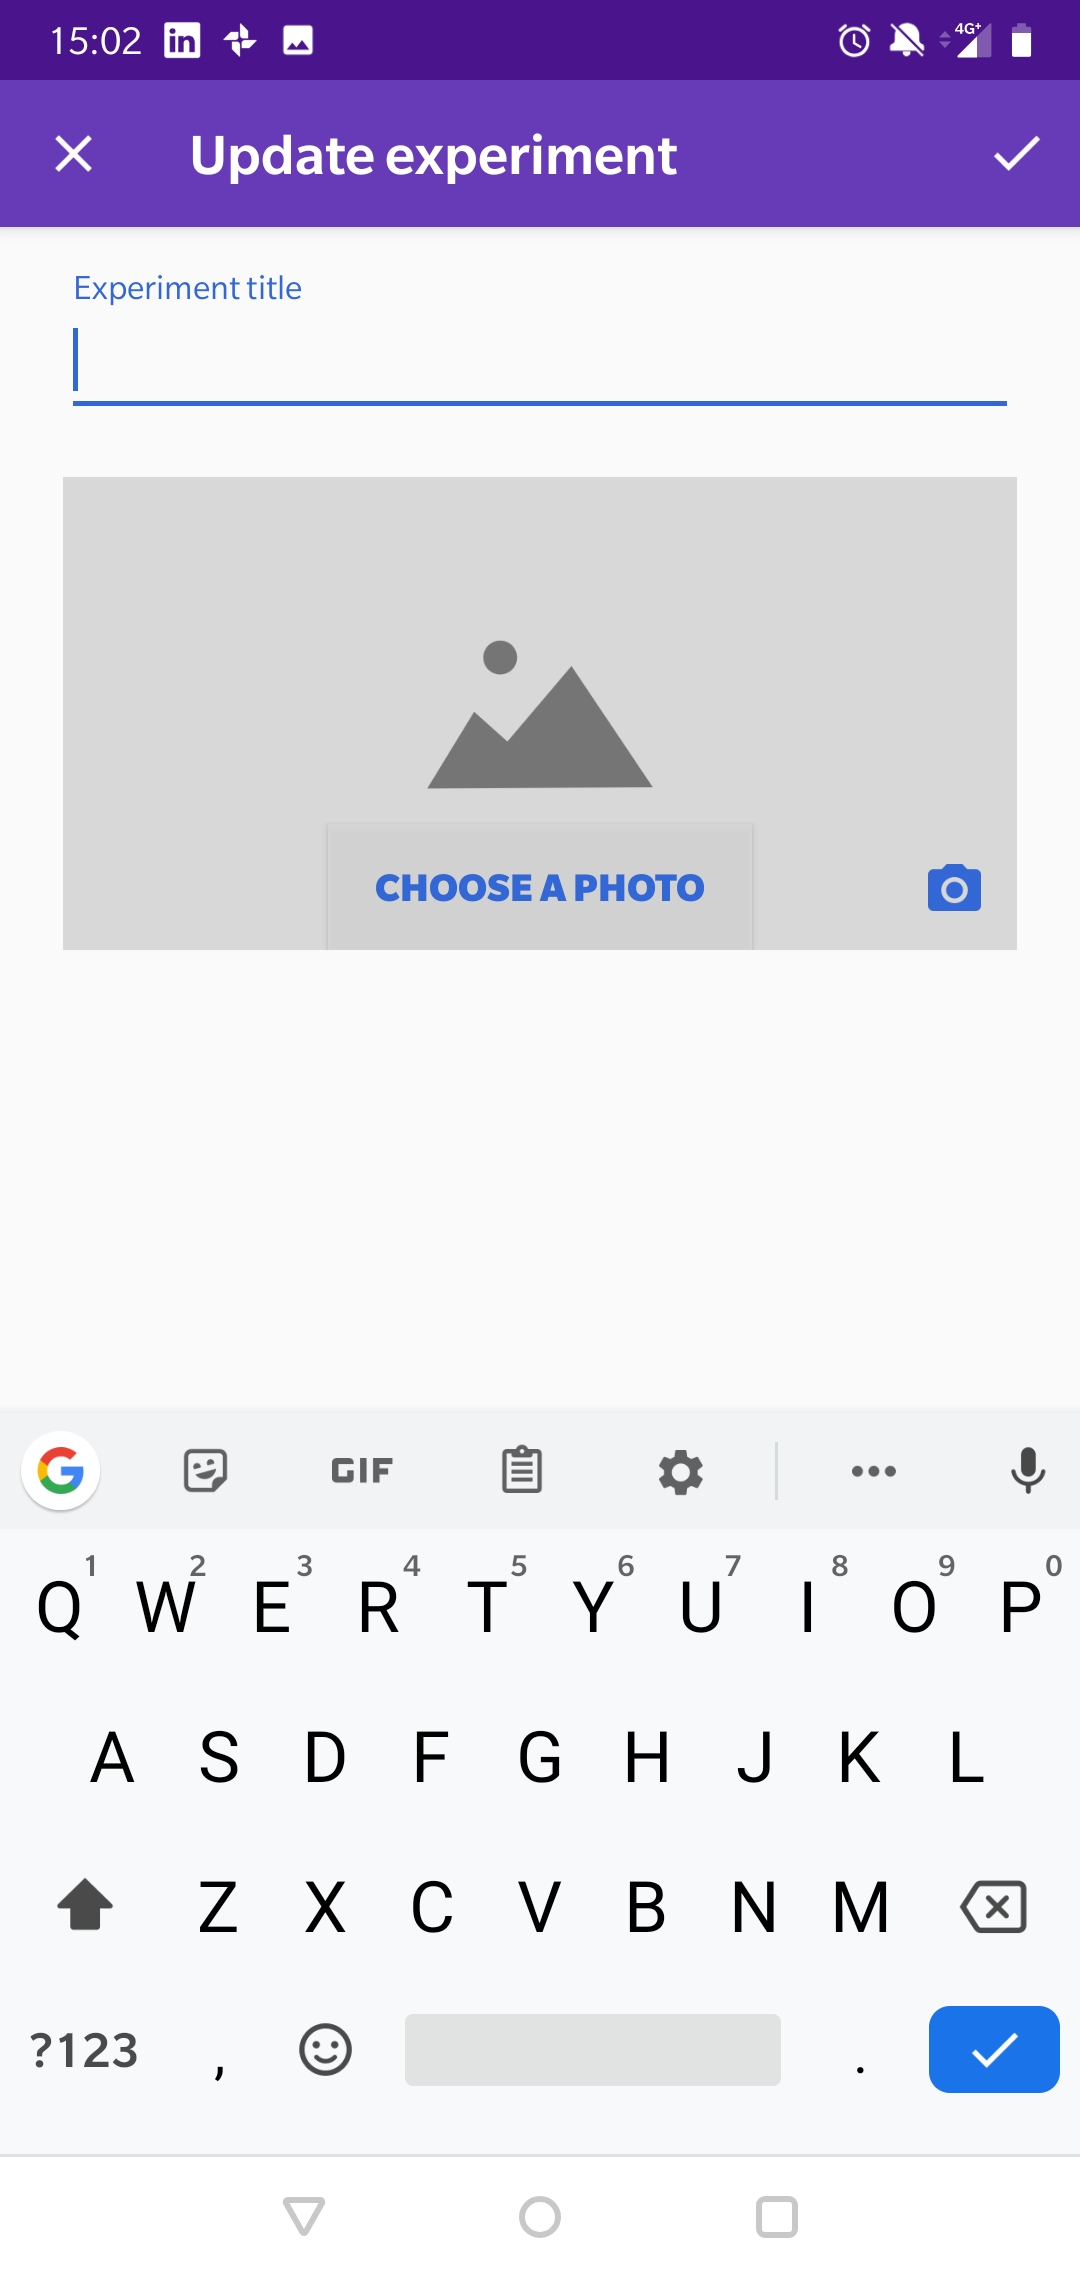 15:02 in 4G+
Update experiment
Experiment title
CHOOSE A PHOTO
G GIF
1 2 3 4 5 6 7 8 9 0
Q W E R T Y U I O P
A S D F G H J K L
Z X C V B N M
?123 , .